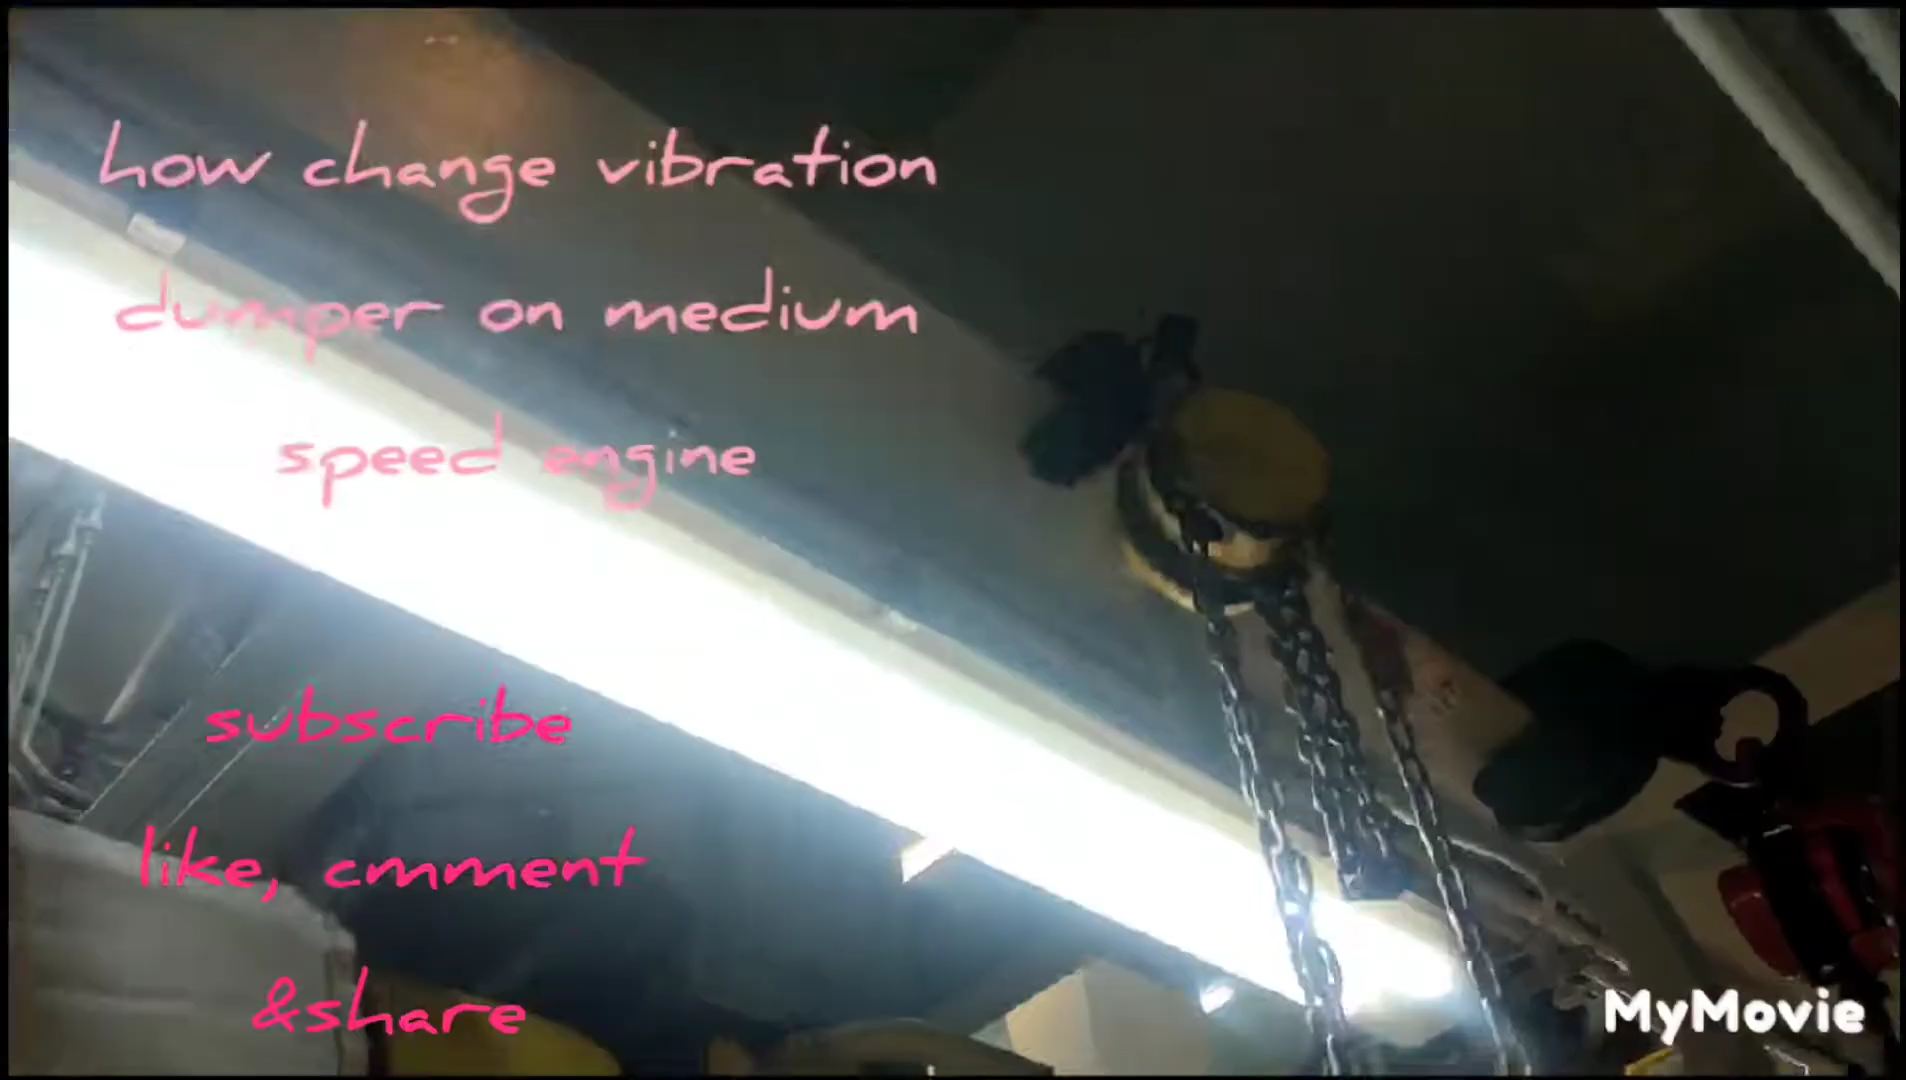 how change vibration
dumper on medium
speed engine
subscribe
like, cmment
&share
MyMovie